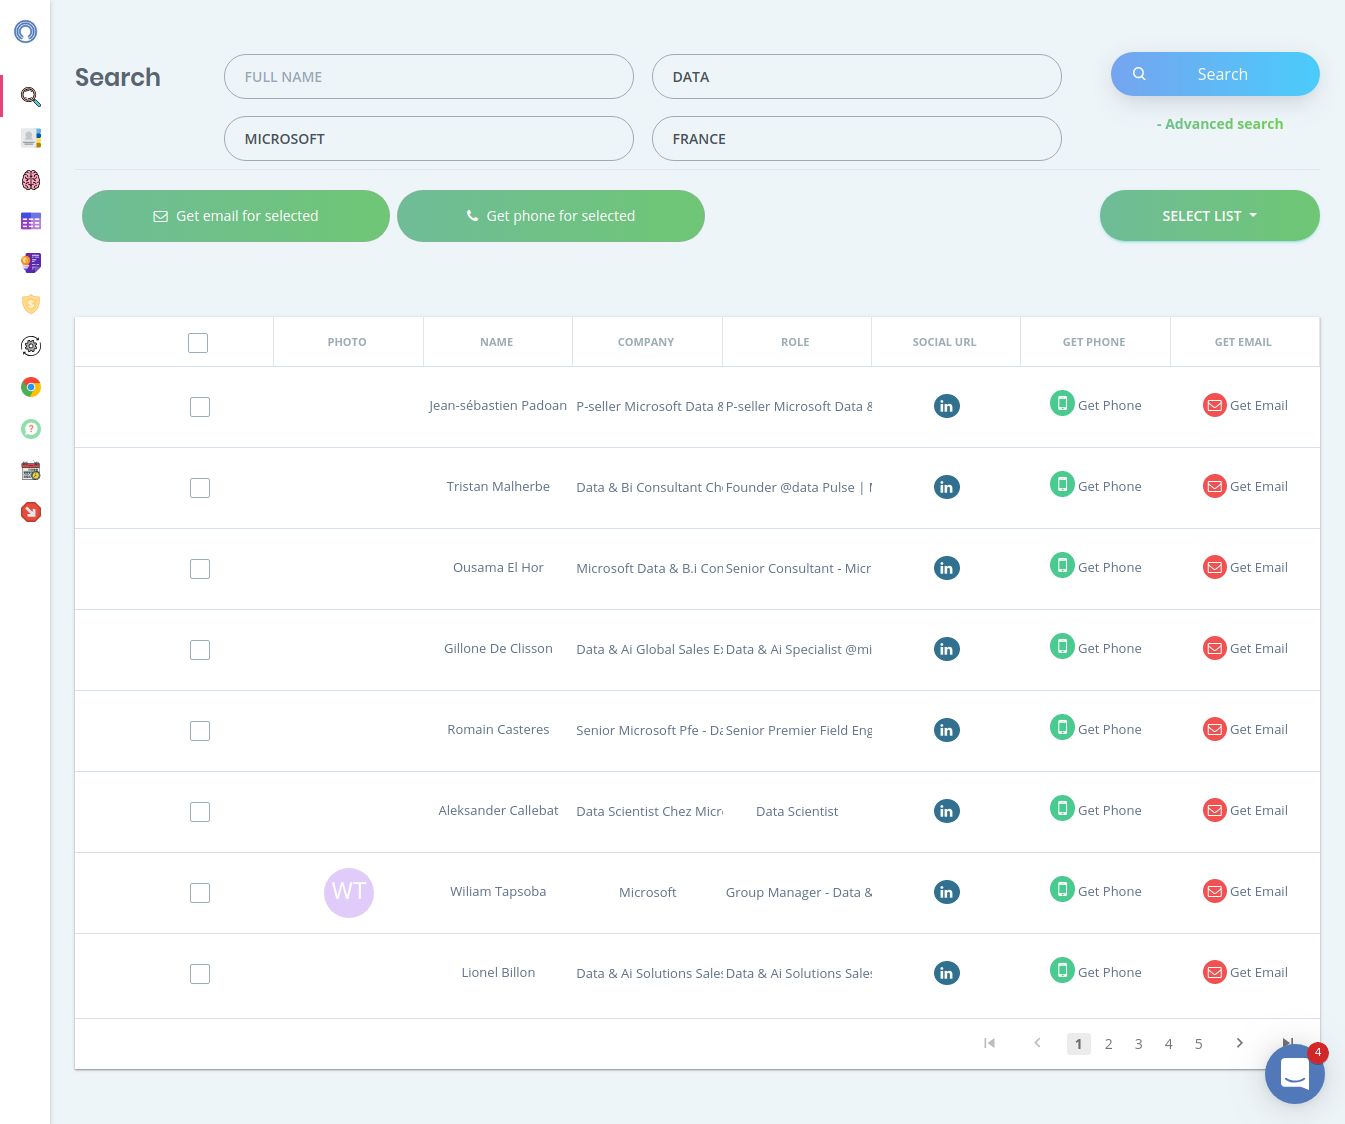 Search
FULL NAME
DATA
Search
MICROSOFT
FRANCE
- Advanced search
Get email for selected
Get phone for selected
SELECT LIST
PHOTO NAME COMPANY ROLE SOCIAL URL GET PHONE GET EMAIL
Jean-sébastien Padoan P-seller Microsoft Data & P-seller Microsoft Data & in Get Phone Get Email
Tristan Malherbe Data & Bi Consultant Ch Founder @data Pulse | in Get Phone Get Email
Ousama El Hor Microsoft Data & B.i Con Senior Consultant - Micr in Get Phone Get Email
Gillone De Clisson Data & Ai Global Sales E Data & Ai Specialist @mi in Get Phone Get Email
Romain Casteres Senior Microsoft Pfe - Da Senior Premier Field Eng in Get Phone Get Email
Aleksander Callebat Data Scientist Chez Micr Data Scientist in Get Phone Get Email
WT Wiliam Tapsoba Microsoft Group Manager - Data & in Get Phone Get Email
Lionel Billon Data & Ai Solutions Sales Data & Ai Solutions Sales in Get Phone Get Email
1 2 3 4 5
4